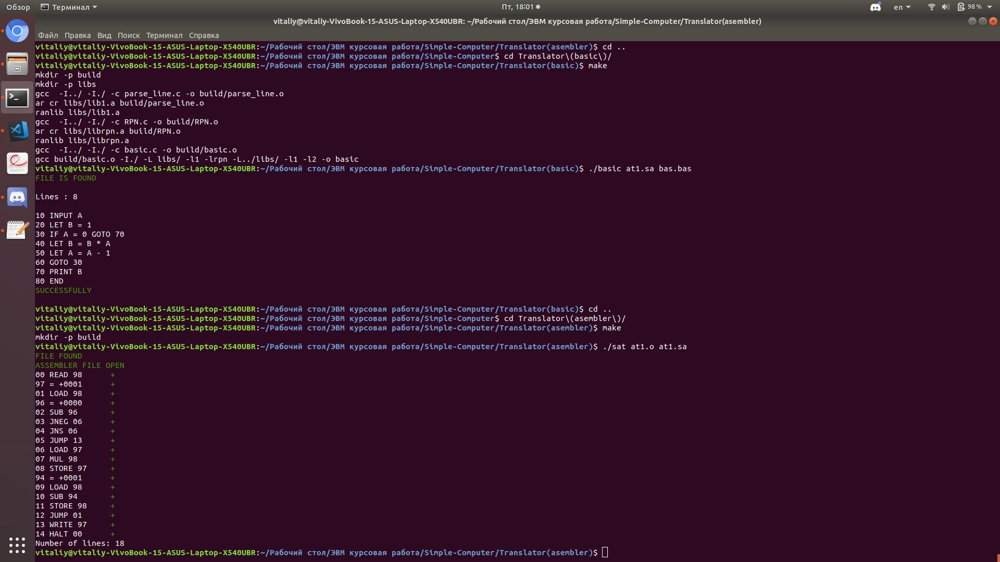 Обзор Терминал Пт, 18:01 en 98 %
vitaliy@vitaliy-VivoBook-15-ASUS-Laptop-X540UBR: ~/Рабочий стол/ЭВМ курсовая работа/Simple-Computer/Translator(asembler)
Файл Правка Вид Поиск Терминал Справка
vitaliy@vitaliy-VivoBook-15-ASUS-Laptop-X540UBR:~/Рабочий стол/ЭВМ курсовая работа/Simple-Computer/Translator(asembler)$ cd ..
vitaliy@vitaliy-VivoBook-15-ASUS-Laptop-X540UBR:~/Рабочий стол/ЭВМ курсовая работа/Simple-Computer$ cd Translator\(basic\)/
vitaliy@vitaliy-VivoBook-15-ASUS-Laptop-X540UBR:~/Рабочий стол/ЭВМ курсовая работа/Simple-Computer/Translator(basic)$ make
mkdir -p build
mkdir -p libs
gcc  -I../ -I./ -c parse_line.c -o build/parse_line.o
ar cr libs/lib1.a build/parse_line.o
ranlib libs/lib1.a
gcc  -I../ -I./ -c RPN.c -o build/RPN.o
ar cr libs/librpn.a build/RPN.o
ranlib libs/librpn.a
gcc  -I../ -I./ -c basic.c -o build/basic.o
gcc build/basic.o -I./ -L libs/ -l1 -lrpn -L../libs/ -l1 -l2 -o basic
vitaliy@vitaliy-VivoBook-15-ASUS-Laptop-X540UBR:~/Рабочий стол/ЭВМ курсовая работа/Simple-Computer/Translator(basic)$ ./basic at1.sa bas.bas
FILE IS FOUND
Lines : 8
10 INPUT A
20 LET B = 1
30 IF A = 0 GOTO 70
40 LET B = B * A
50 LET A = A - 1
60 GOTO 30
70 PRINT B
80 END
SUCCESSFULLY
vitaliy@vitaliy-VivoBook-15-ASUS-Laptop-X540UBR:~/Рабочий стол/ЭВМ курсовая работа/Simple-Computer/Translator(basic)$ cd ..
vitaliy@vitaliy-VivoBook-15-ASUS-Laptop-X540UBR:~/Рабочий стол/ЭВМ курсовая работа/Simple-Computer$ cd Translator\(asembler\)/
vitaliy@vitaliy-VivoBook-15-ASUS-Laptop-X540UBR:~/Рабочий стол/ЭВМ курсовая работа/Simple-Computer/Translator(asembler)$ make
mkdir -p build
vitaliy@vitaliy-VivoBook-15-ASUS-Laptop-X540UBR:~/Рабочий стол/ЭВМ курсовая работа/Simple-Computer/Translator(asembler)$ ./sat at1.o at1.sa
FILE FOUND
ASSEMBLER FILE OPEN
00 READ 98 +
97 = +0001 +
01 LOAD 98 +
96 = +0000 +
02 SUB 96 +
03 JNEG 06 +
04 JNS 06 +
05 JUMP 13 +
06 LOAD 97 +
07 MUL 98 +
08 STORE 97 +
94 = +0001 +
09 LOAD 98 +
10 SUB 94 +
11 STORE 98 +
12 JUMP 01 +
13 WRITE 97 +
14 HALT 00 +
Number of lines: 18
vitaliy@vitaliy-VivoBook-15-ASUS-Laptop-X540UBR:~/Рабочий стол/ЭВМ курсовая работа/Simple-Computer/Translator(asembler)$